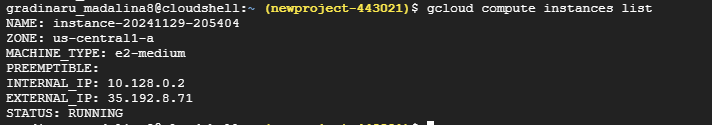 gradinaru_madalina8@cloudshell:~ (newproject-443021)$ gcloud compute instances list
NAME: instance-20241129-205404
ZONE: us-central1-a
MACHINE_TYPE: e2-medium
PREEMPTIBLE:
INTERNAL_IP: 10.128.0.2
EXTERNAL_IP: 35.192.8.71
STATUS: RUNNING